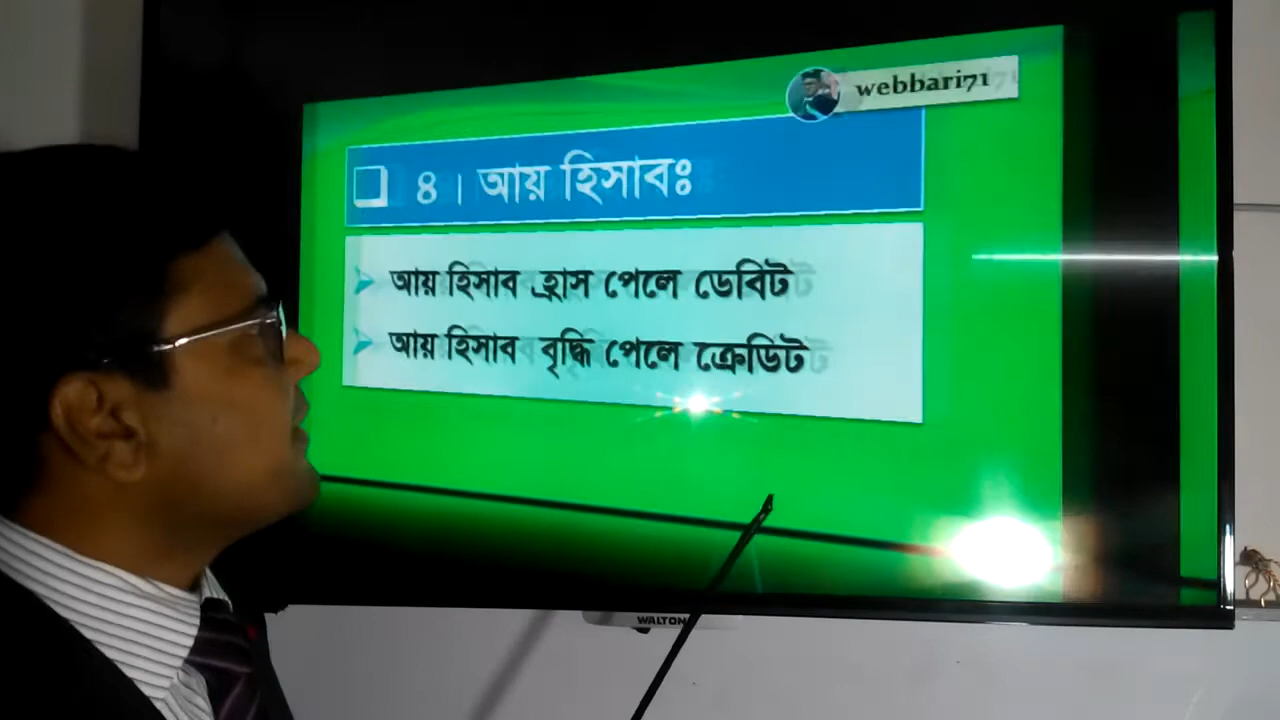 webbari71
৪। আয় হিসাবঃ
আয় হিসাব হ্রাস পেলে ডেবিট
আয় হিসাব বৃদ্ধি পেলে ক্রেডিট
WALTON